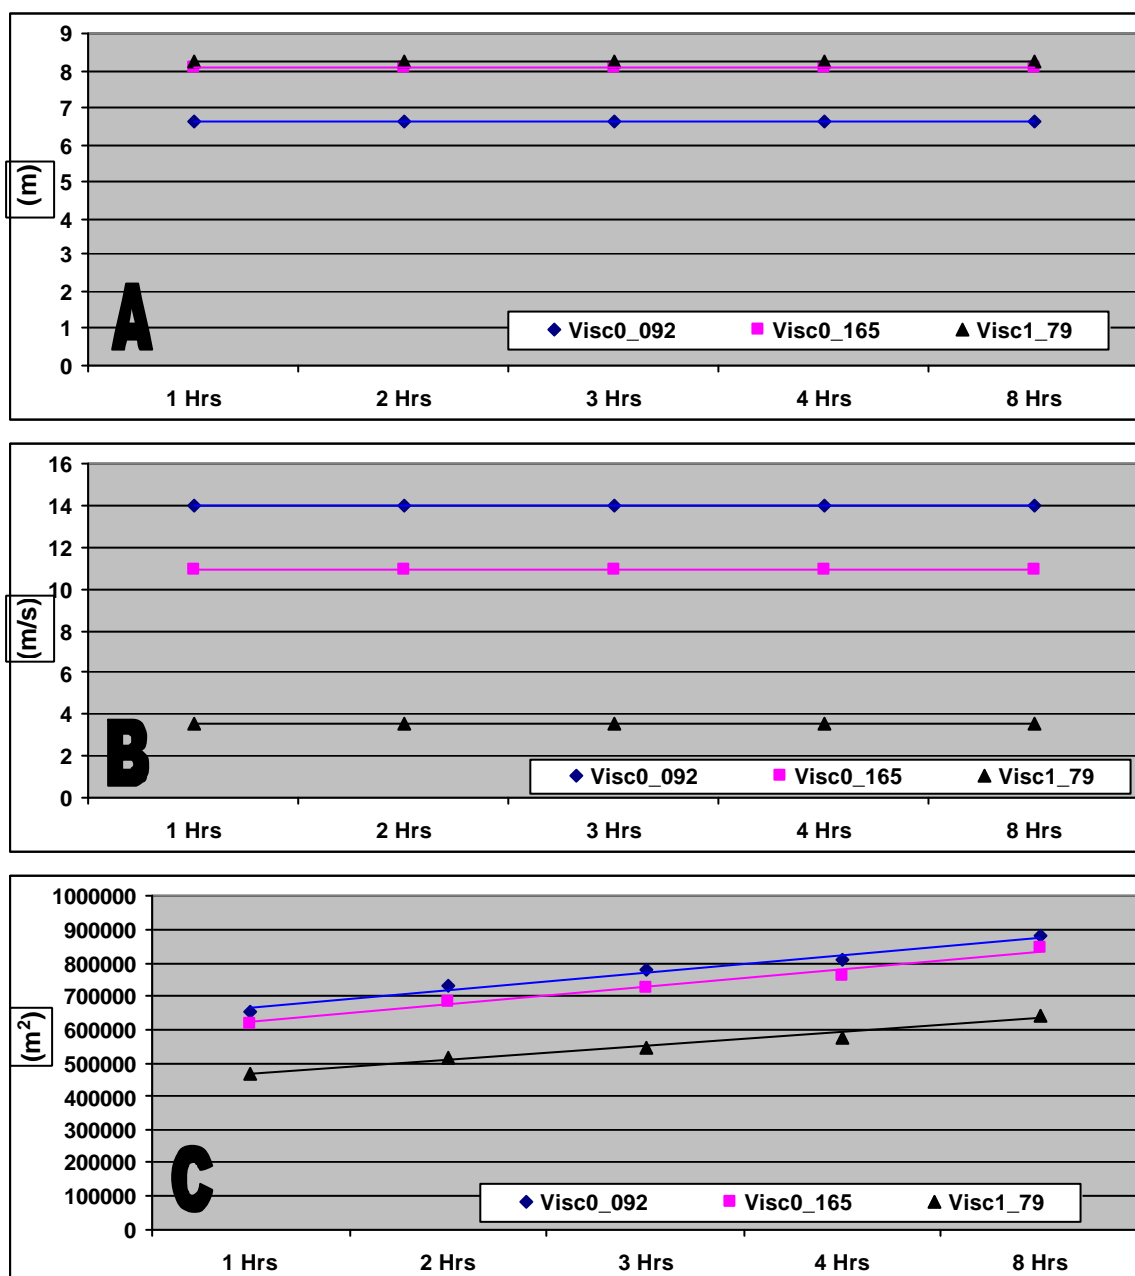 9
8
7
6
5
4
3
2
1
0
(m)
A
Visc0_092 Visc0_165 Visc1_79
1 Hrs 2 Hrs 3 Hrs 4 Hrs 8 Hrs
16
14
12
10
8
6
4
2
0
(m/s)
B
Visc0_092 Visc0_165 Visc1_79
1 Hrs 2 Hrs 3 Hrs 4 Hrs 8 Hrs
1000000
900000
800000
700000
600000
500000
400000
300000
200000
100000
0
(m²)
C
Visc0_092 Visc0_165 Visc1_79
1 Hrs 2 Hrs 3 Hrs 4 Hrs 8 Hrs